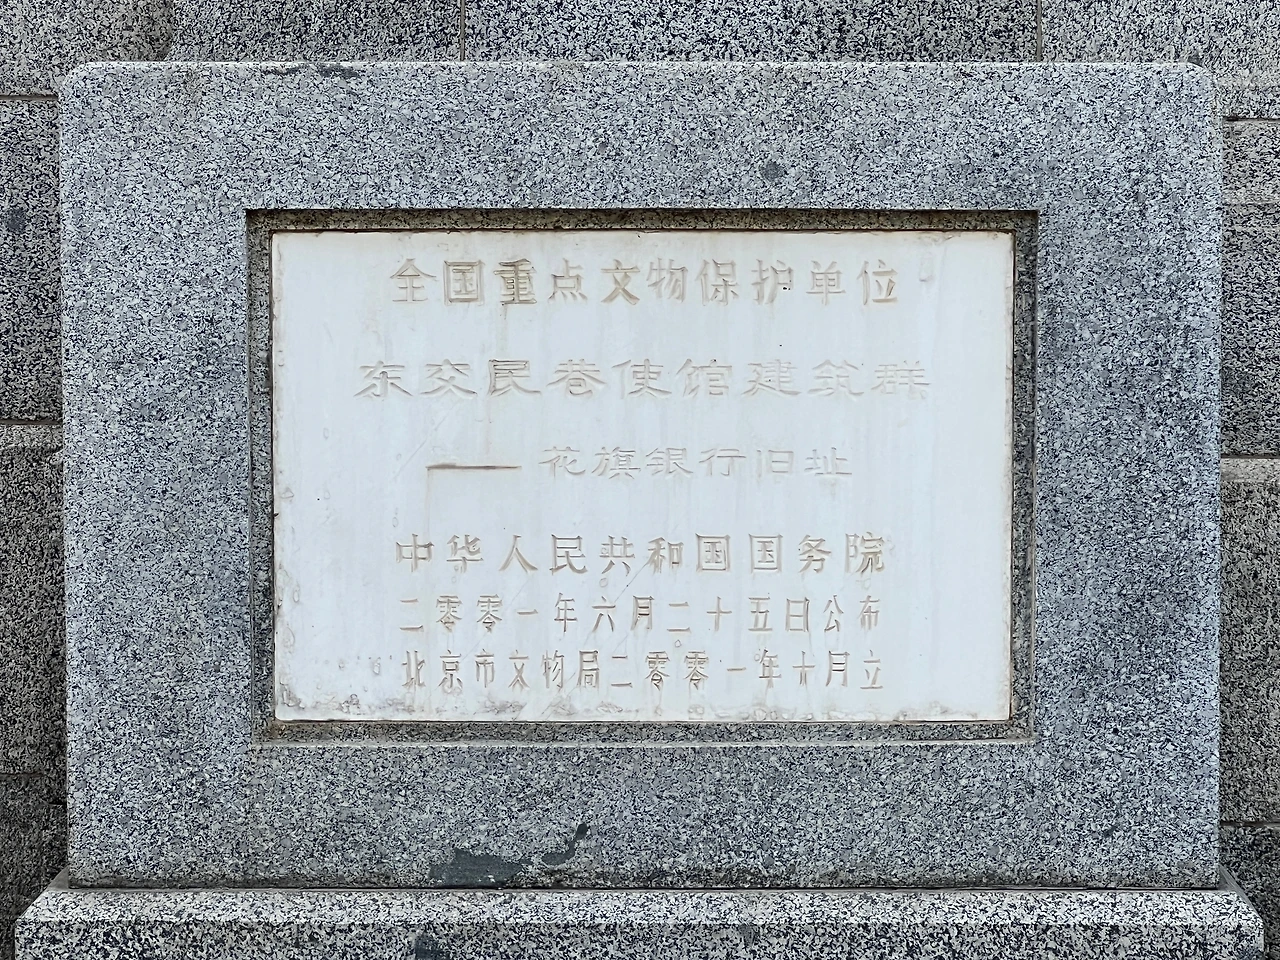 全国重点文物保护单位
东交民巷使馆建筑群
——花旗银行旧址
中华人民共和国国务院
二零零一年六月二十五日公布
北京市文物局二零零一年十月立